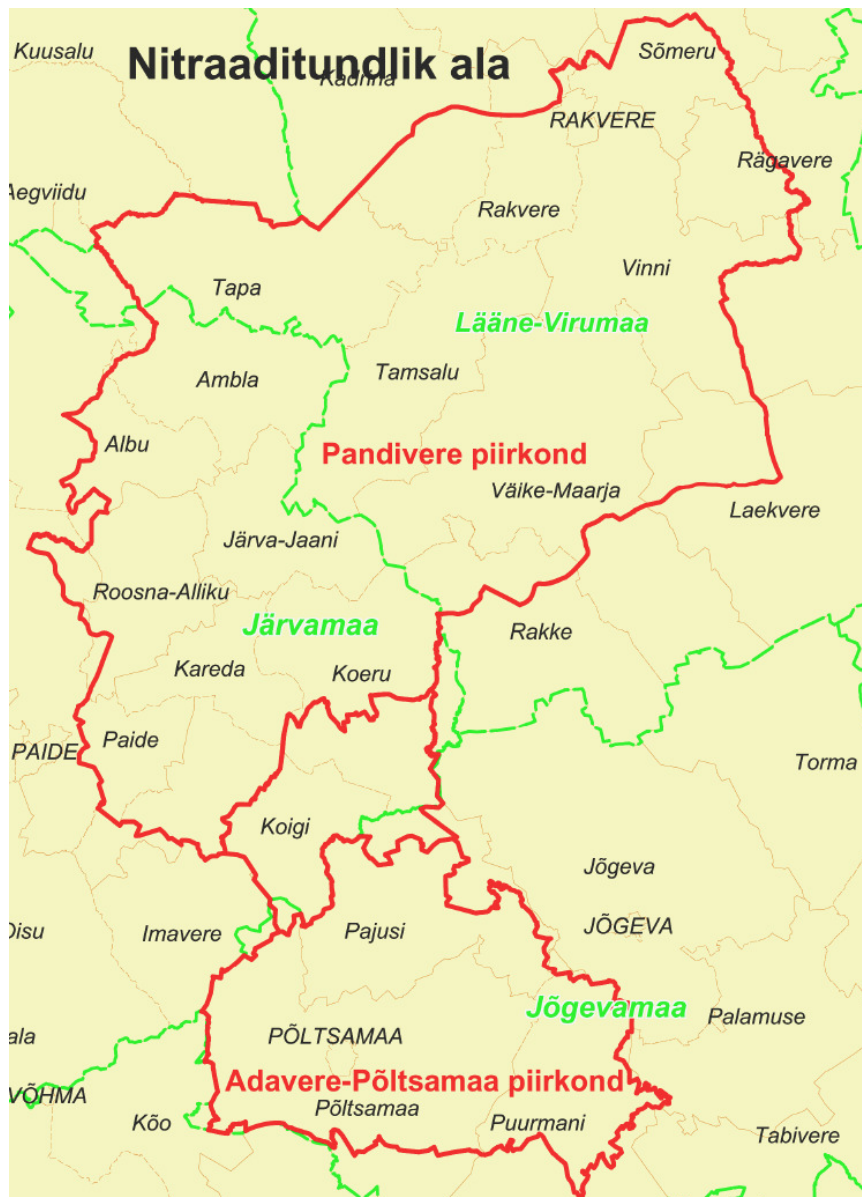 Nitraaditundlik ala
Kuusalu
Sõmeru
Kadrina
RAKVERE
Rägavere
Aegviidu
Rakvere
Vinni
Tapa
Lääne-Virumaa
Tamsalu
Ambla
Albu
Pandivere piirkond
Väike-Maarja
Laekvere
Järva-Jaani
Roosna-Alliku
Järvamaa
Rakke
Kareda
Koeru
Paide
PAIDE
Torma
Koigi
Jõgeva
Imavere
Pajusi
JÕGEVA
Jõgevamaa
Palamuse
PÕLTSAMAA
Adavere-Põltsamaa piirkond
VÕHMA
Kõo
Põltsamaa
Puurmani
Tabivere